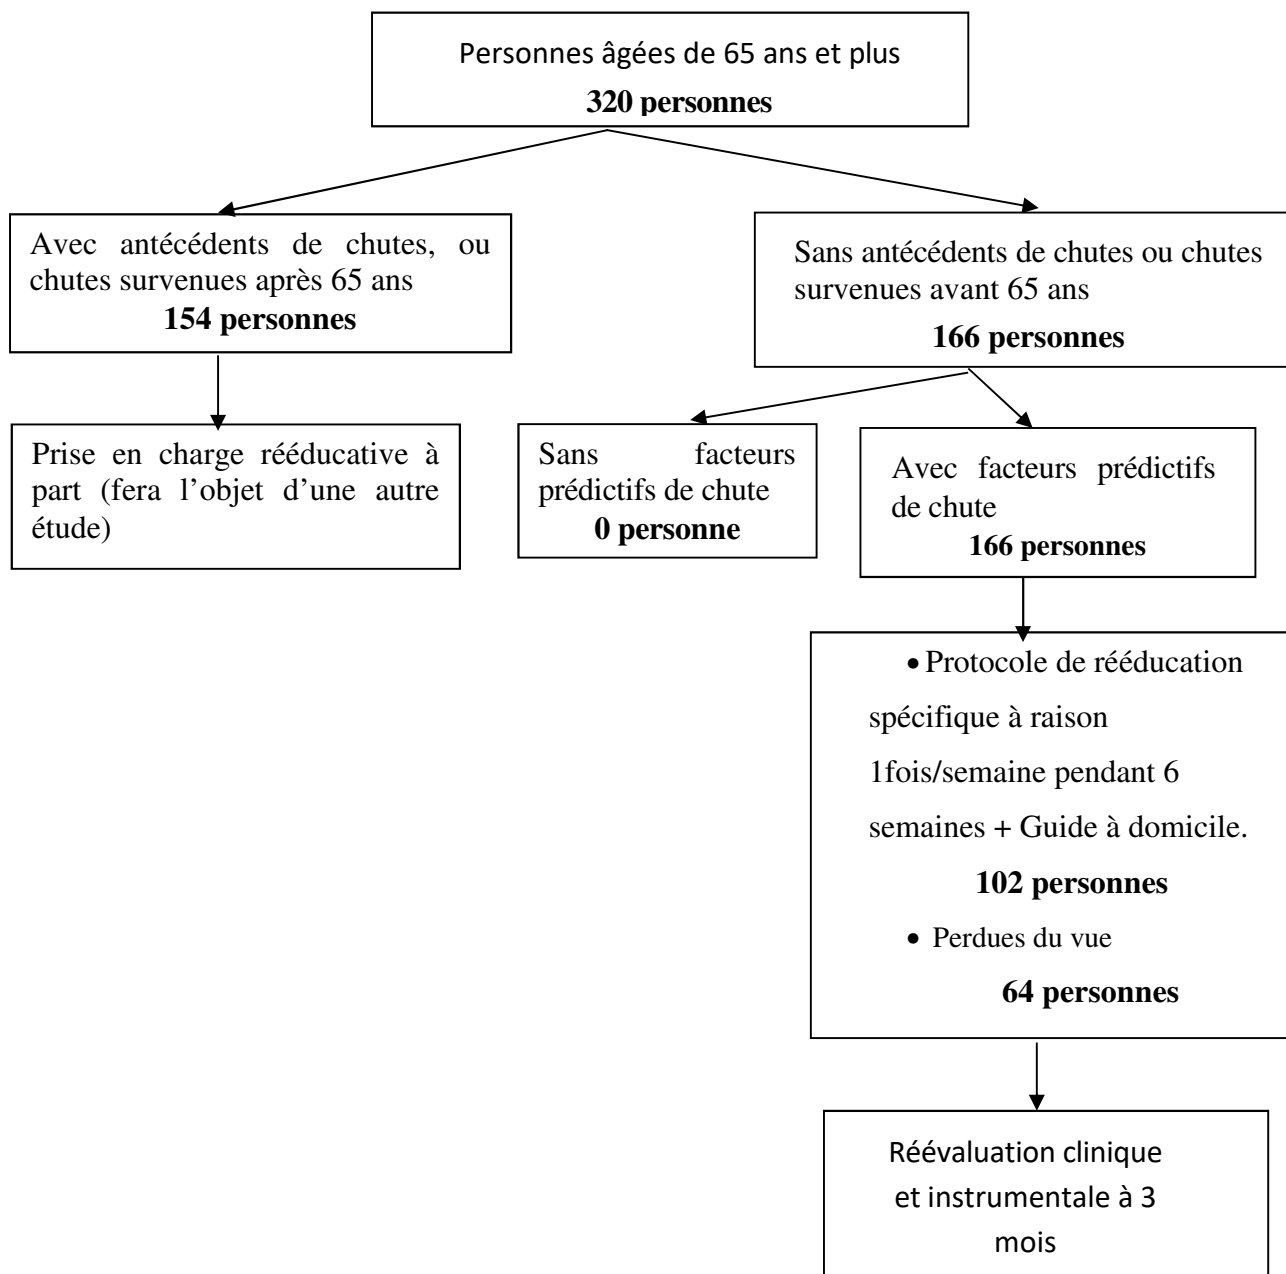 Personnes âgées de 65 ans et plus
320 personnes
Avec antécédents de chutes, ou
chutes survenues après 65 ans
154 personnes
Sans antécédents de chutes ou chutes
survenues avant 65 ans
166 personnes
Prise en charge rééducative à
part (fera l’objet d’une autre
étude)
Sans facteurs
prédictifs de chute
0 personne
Avec facteurs prédictifs
de chute
166 personnes
• Protocole de rééducation
spécifique à raison
1fois/semaine pendant 6
semaines + Guide à domicile.
102 personnes
• Perdues du vue
64 personnes
Réévaluation clinique
et instrumentale à 3
mois